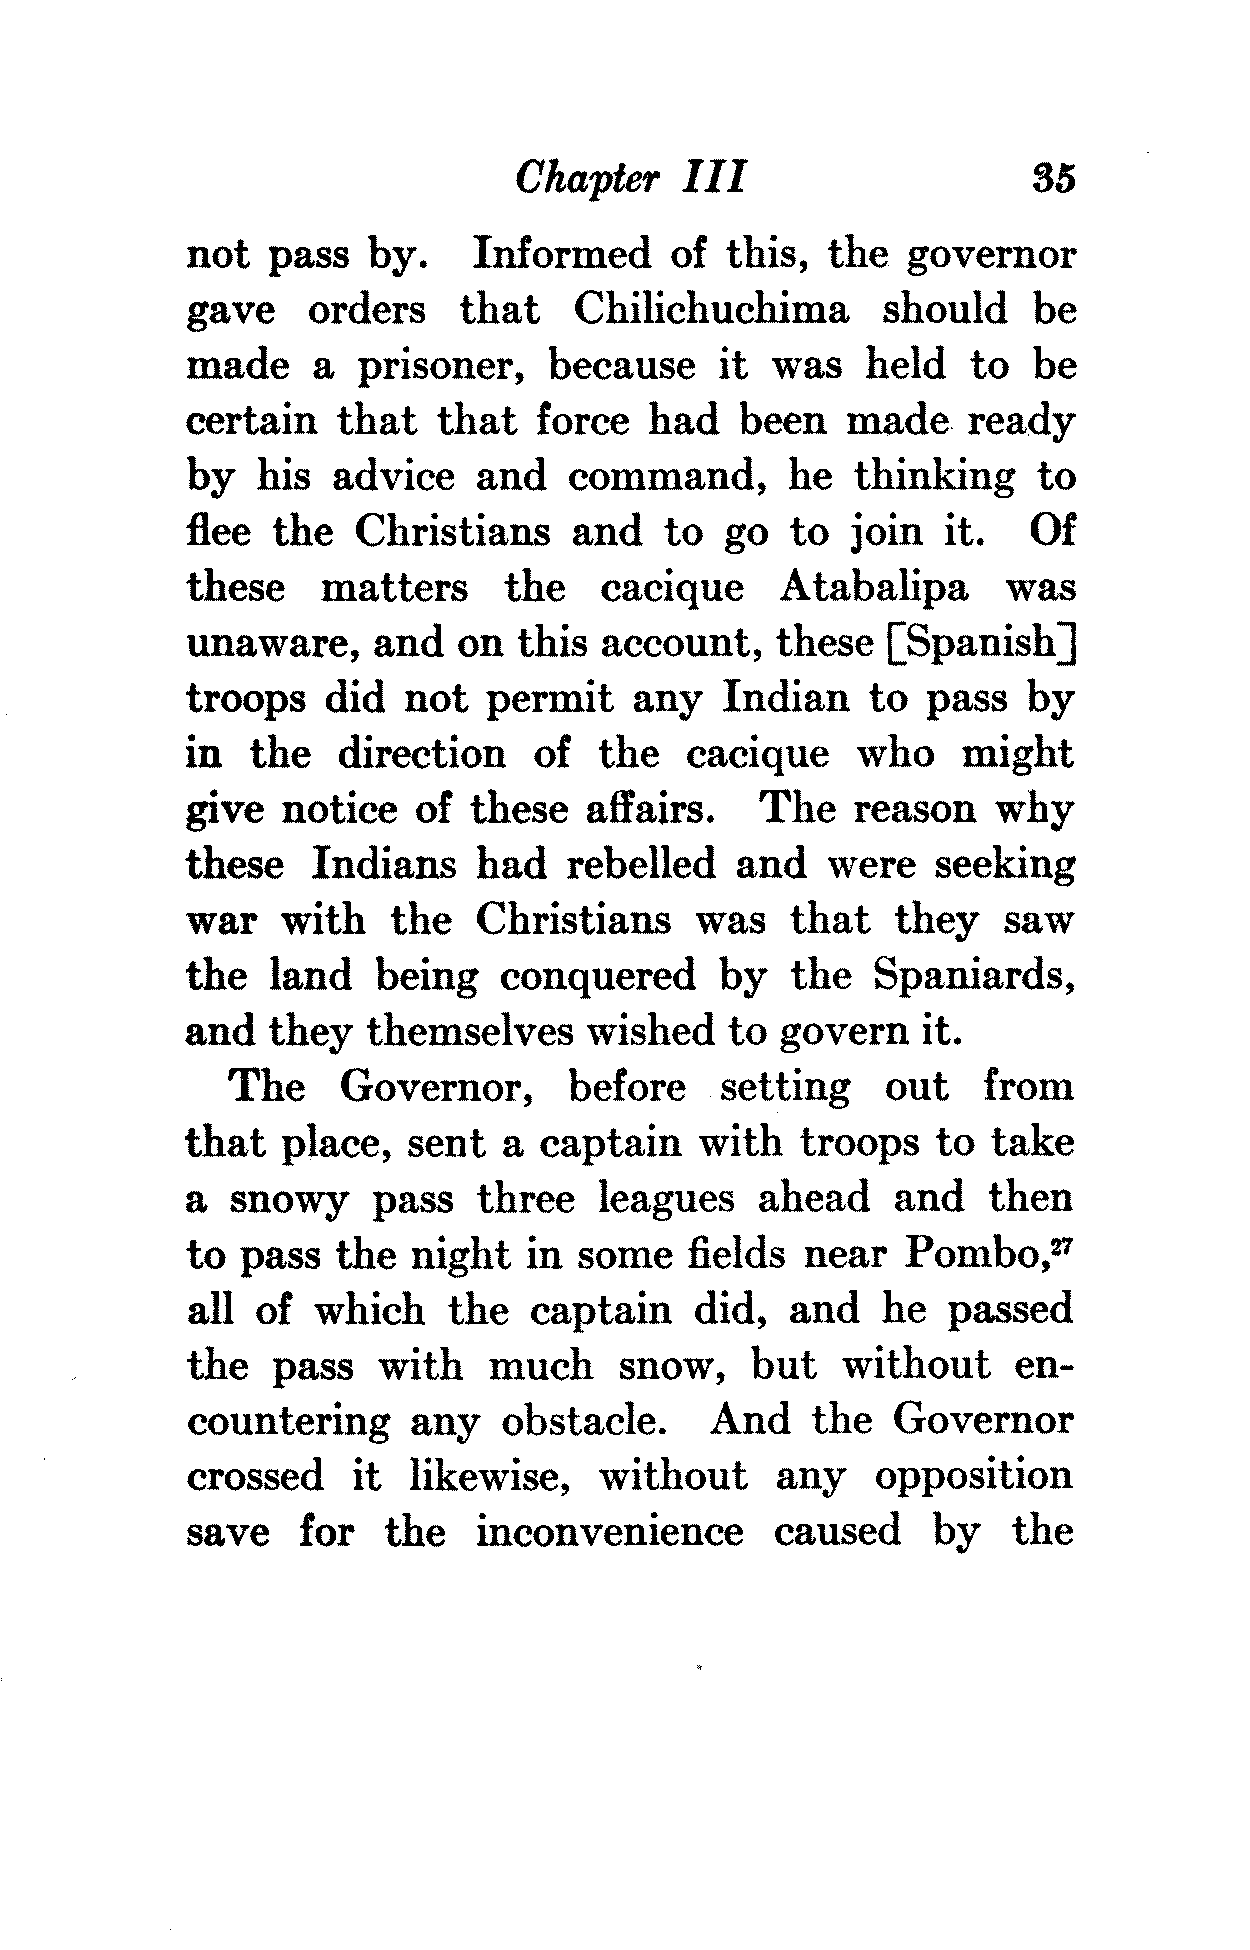 Chapter III 35
not pass by. Informed of this, the governor
gave orders that Chilichuchima should be
made a prisoner, because it was held to be
certain that that force had been made ready
by his advice and command, he thinking to
flee the Christians and to go to join it. Of
these matters the cacique Atabalipa was
unaware, and on this account, these [Spanish]
troops did not permit any Indian to pass by
in the direction of the cacique who might
give notice of these affairs. The reason why
these Indians had rebelled and were seeking
war with the Christians was that they saw
the land being conquered by the Spaniards,
and they themselves wished to govern it.
The Governor, before setting out from
that place, sent a captain with troops to take
a snowy pass three leagues ahead and then
to pass the night in some fields near Pombo,²⁷
all of which the captain did, and he passed
the pass with much snow, but without en-
countering any obstacle. And the Governor
crossed it likewise, without any opposition
save for the inconvenience caused by the